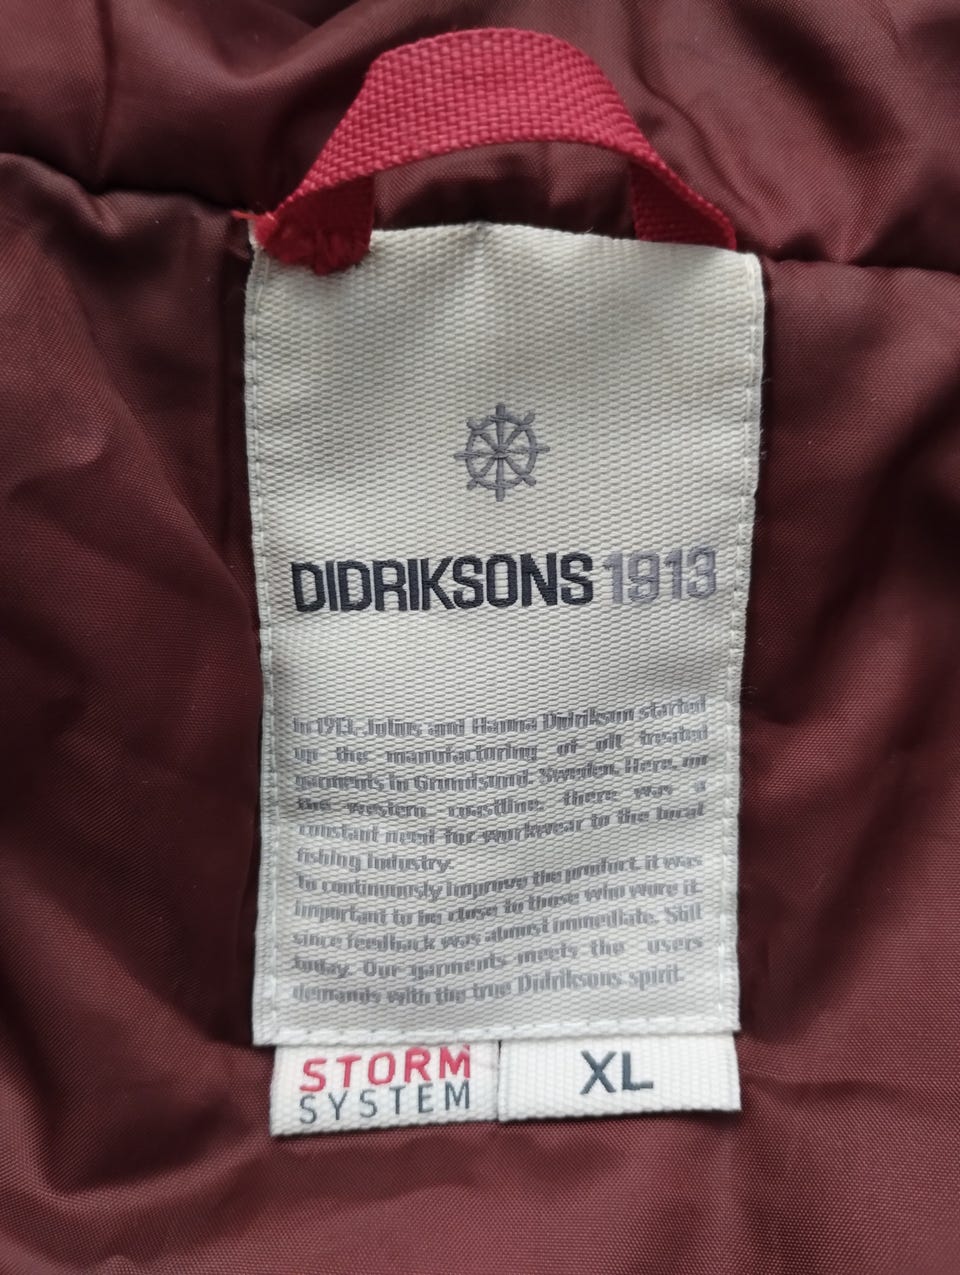 DIDRIKSONS1913
In 1913, Julius and Hanna Didrikson started
up the manufacturing of oil treated
garments in Grundsund, Sweden. Here, on
the western coastline, there was a
constant need for workwear to the local
fishing industry.
To continuously improve the product, it was
important to be close to those who wore it,
since feedback was almost immediate. Still
today, Our garments meets the users
demands with the true Didriksons spirit.
STORM
SYSTEM
XL